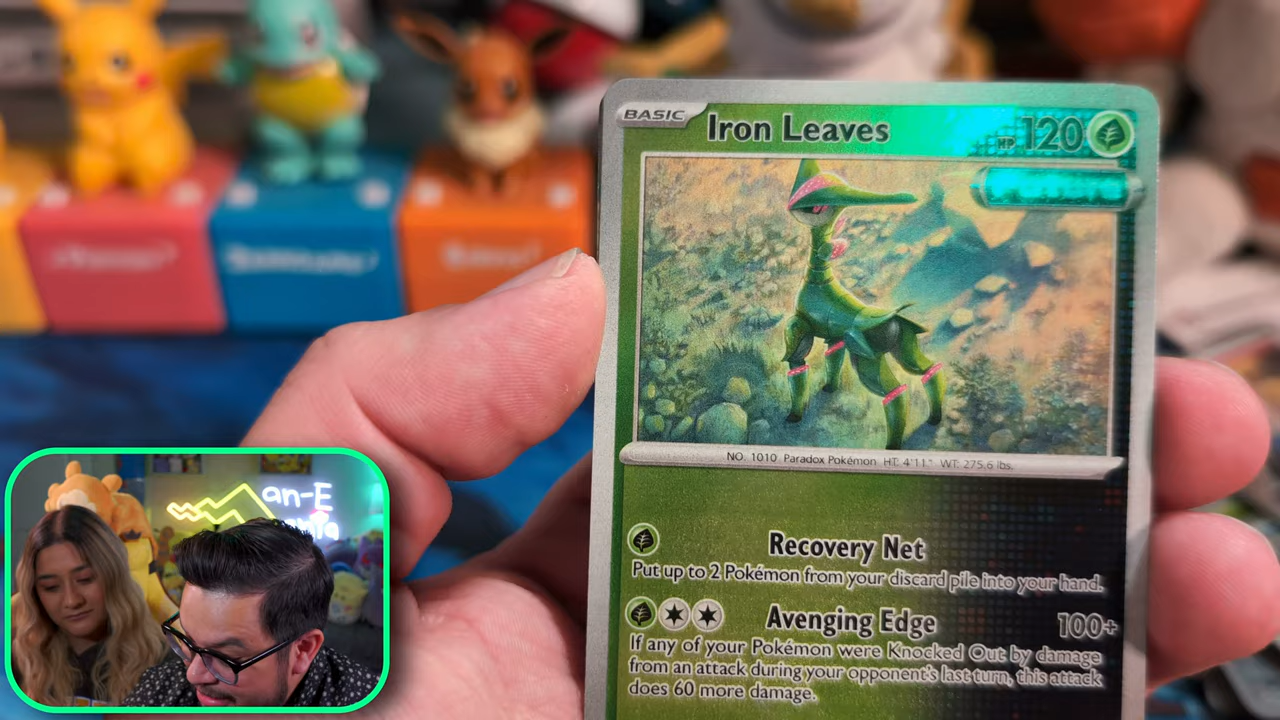 BASIC Iron Leaves HP 120
NO. 1010 Paradox Pokémon HT: 4'11" WT: 275.6 lbs.
Recovery Net
Put up to 2 Pokémon from your discard pile into your hand.
Avenging Edge 100+
If any of your Pokémon were Knocked Out by damage
from an attack during your opponent's last turn, this attack
does 60 more damage.
an-E